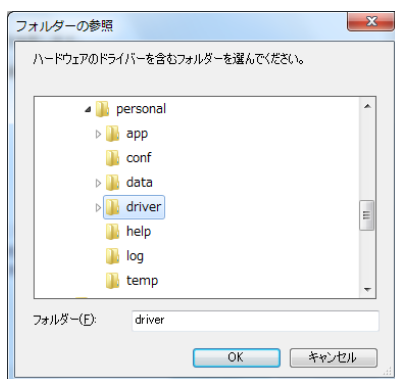 フォルダーの参照
ハードウェアのドライバーを含むフォルダーを選んでください。
personal
app
conf
data
driver
help
log
temp
フォルダー(F): driver
OK キャンセル